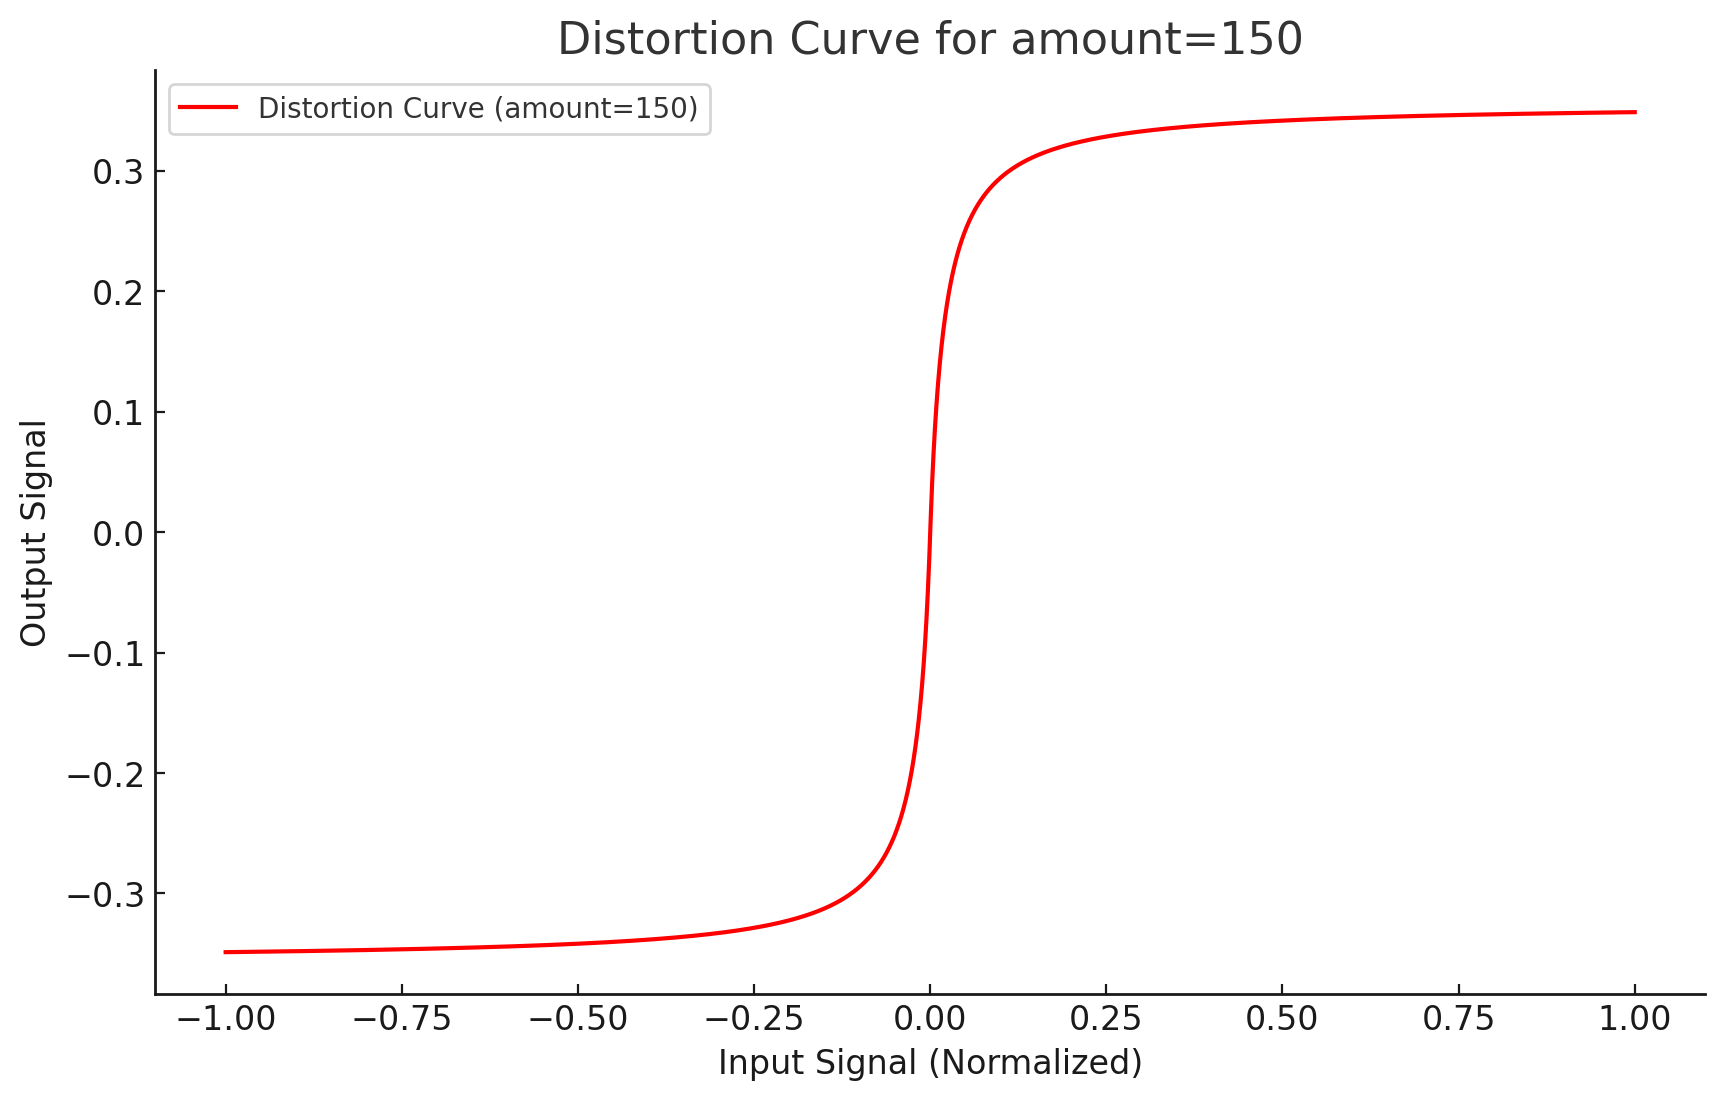 Distortion Curve for amount=150
Distortion Curve (amount=150)
0.3
0.2
0.1
0.0
−0.1
−0.2
−0.3
Output Signal
−1.00 −0.75 −0.50 −0.25 0.00 0.25 0.50 0.75 1.00
Input Signal (Normalized)